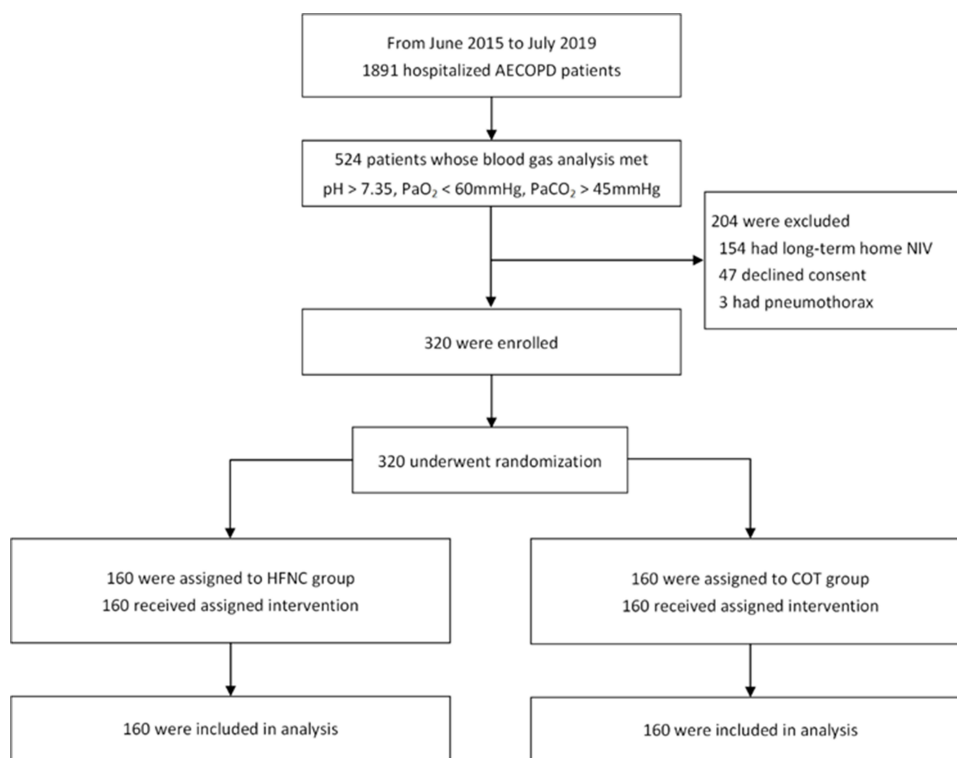 From June 2015 to July 2019
1891 hospitalized AECOPD patients
524 patients whose blood gas analysis met
pH > 7.35, PaO₂ < 60mmHg, PaCO₂ > 45mmHg
204 were excluded
154 had long-term home NIV
47 declined consent
3 had pneumothorax
320 were enrolled
320 underwent randomization
160 were assigned to HFNC group
160 received assigned intervention
160 were assigned to COT group
160 received assigned intervention
160 were included in analysis
160 were included in analysis